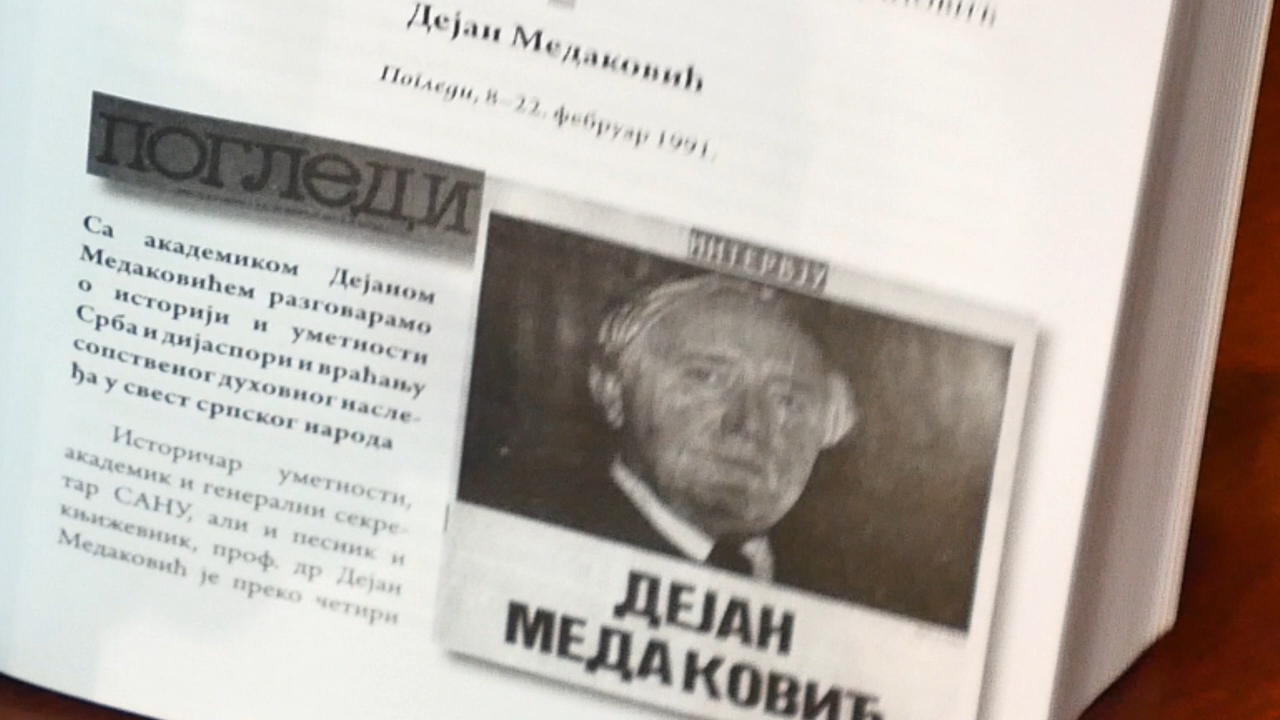 Дејан Медаковић
Погледи, 8–22. фебруар 1991.
ПОГЛЕДИ
Са академиком Дејаном
Медаковићем разговарамо
о историји и уметности
Срба и дијаспори и враћању
сопственог духовног насле-
ђа у свест српског народа
Историчар уметности,
академик и генерални секре-
тар САНУ, али и песник и
књижевник, проф. др Дејан
Медаковић је преко четири
ИНТЕРВЈУ
ДЕЈАН
МЕДАКОВИЋ